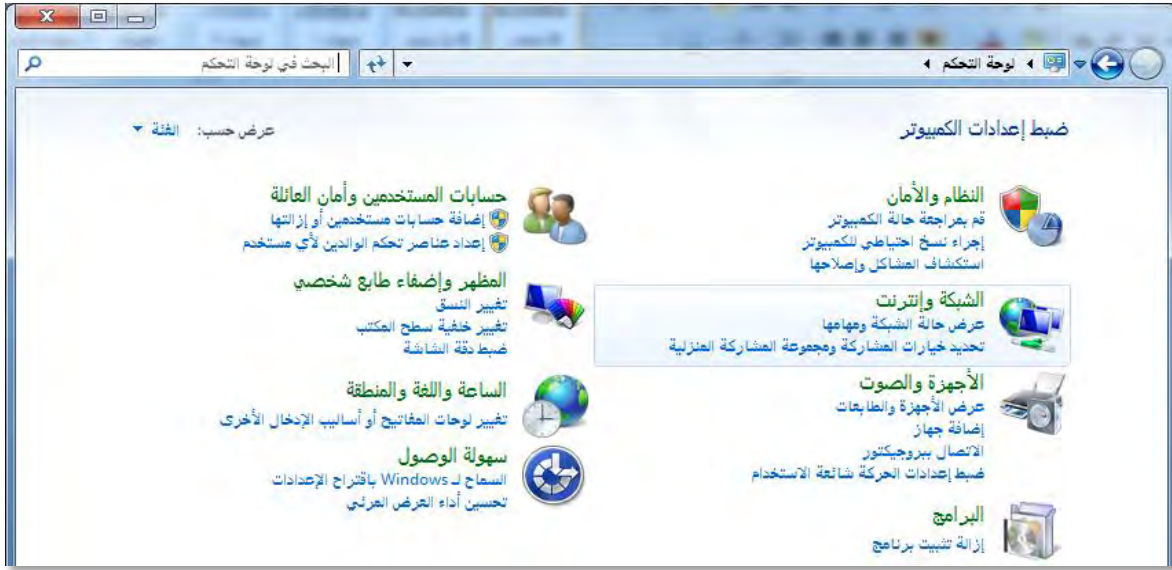 لوحة التحكم
البحث في لوحة التحكم
ضبط إعدادات الكمبيوتر
عرض حسب: الفئة
النظام والأمان
قم بمراجعة حالة الكمبيوتر
إجراء نسخ احتياطي للكمبيوتر
استكشاف المشاكل وإصلاحها
الشبكة وإنترنت
عرض حالة الشبكة ومهامها
تحديد خيارات المشاركة ومجموعة المشاركة المنزلية
الأجهزة والصوت
عرض الأجهزة والطابعات
إضافة جهاز
الاتصال ببروجيكتور
ضبط إعدادات الحركة شائعة الاستخدام
البرامج
إزالة تثبيت برنامج
حسابات المستخدمين وأمان العائلة
إضافة حسابات مستخدمين أو إزالتها
إعداد عناصر تحكم الوالدين لأي مستخدم
المظهر وإضفاء طابع شخصي
تغيير النسق
تغيير خلفية سطح المكتب
ضبط دقة الشاشة
الساعة واللغة والمنطقة
تغيير لوحات المفاتيح أو أساليب الإدخال الأخرى
سهولة الوصول
السماح لـ Windows باقتراح الإعدادات
تحسين أداء العرض المرئي